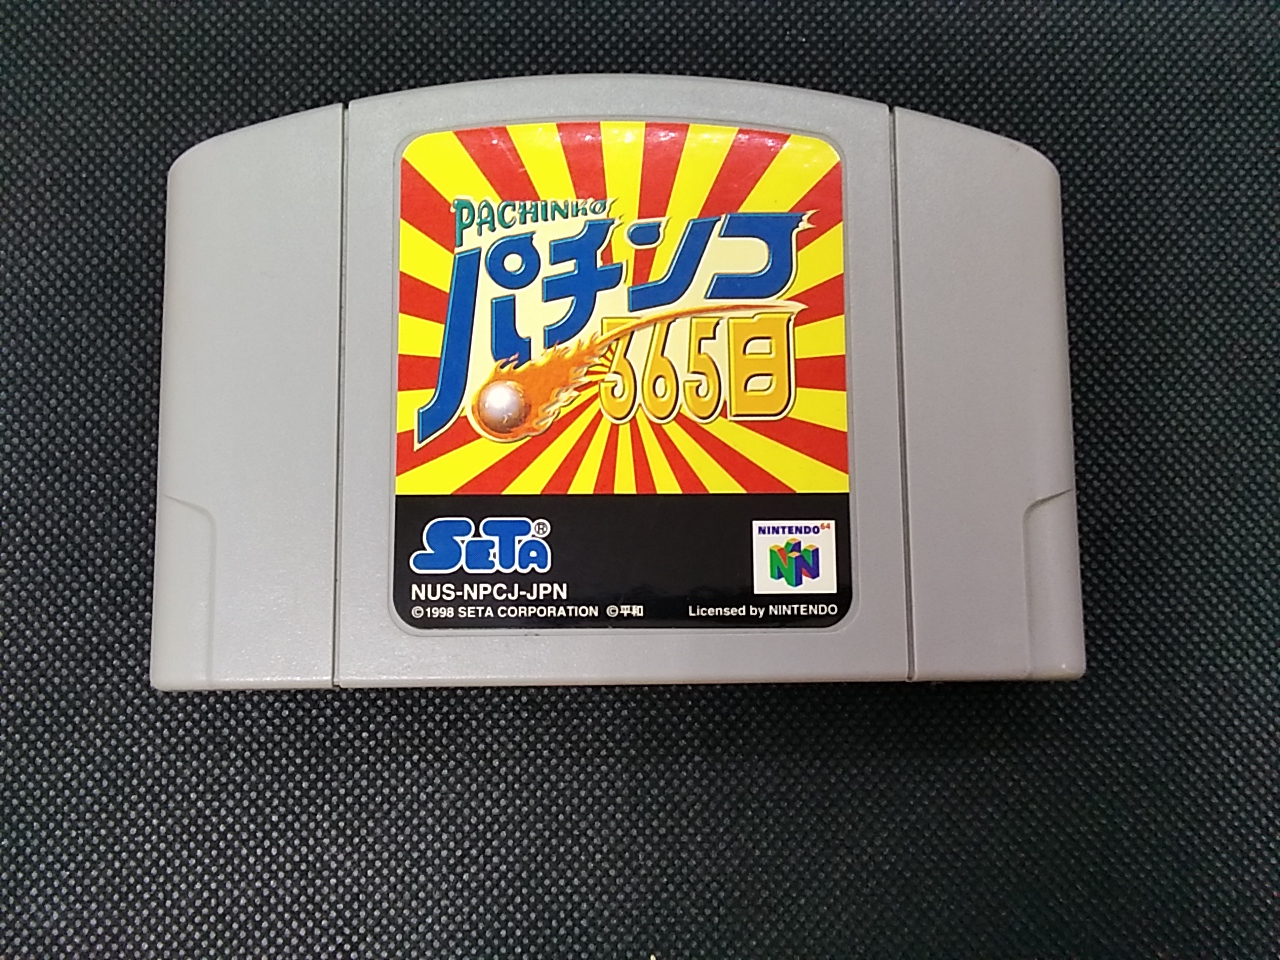 PACHINKO
パチンコ
365日
SETA®
NINTENDO64
NUS-NPCJ-JPN
©1998 SETA CORPORATION ©平和
Licensed by NINTENDO